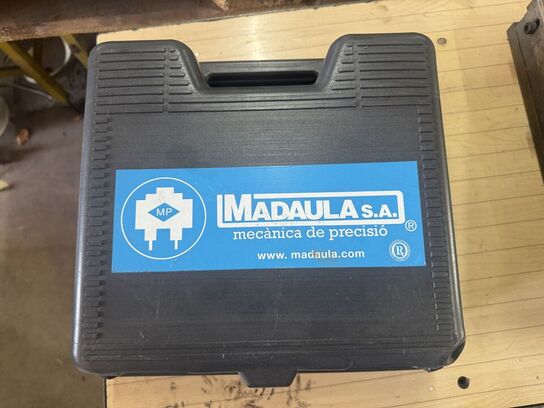 MP
MADAULA S.A.
®
mecànica de precisió
www. madaula.com
R